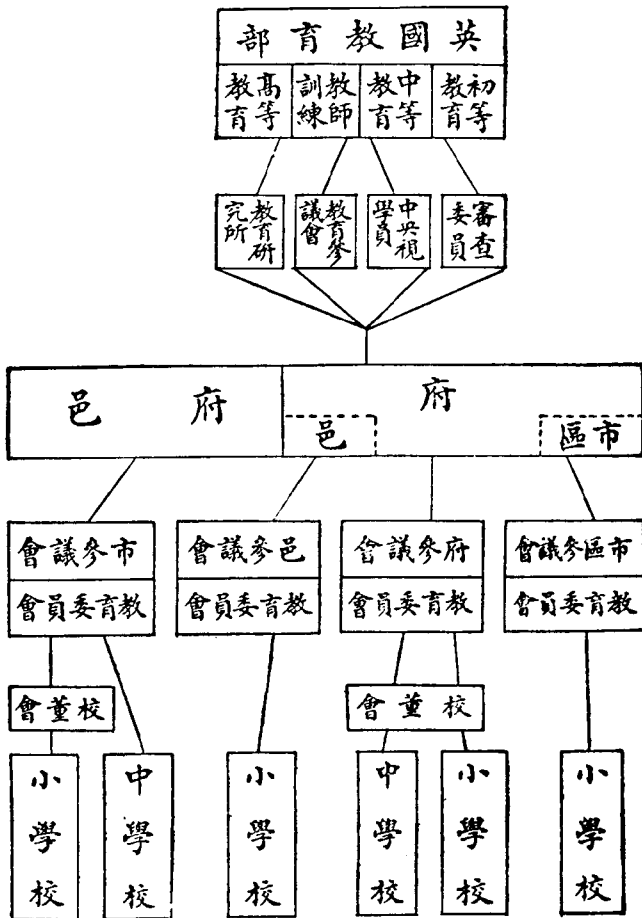 英國教育部
初等
教育
中等
教育
教師
訓練
高等
教育
審查
委員
中央視
學員
教育參
議會
教育研
究所
府
市區
邑
府邑
市區參議會
教育委員會
府參議會
教育委員會
邑參議會
教育委員會
市參議會
教育委員會
校董會
校董會
小學校
小學校
中學校
小學校
中學校
小學校